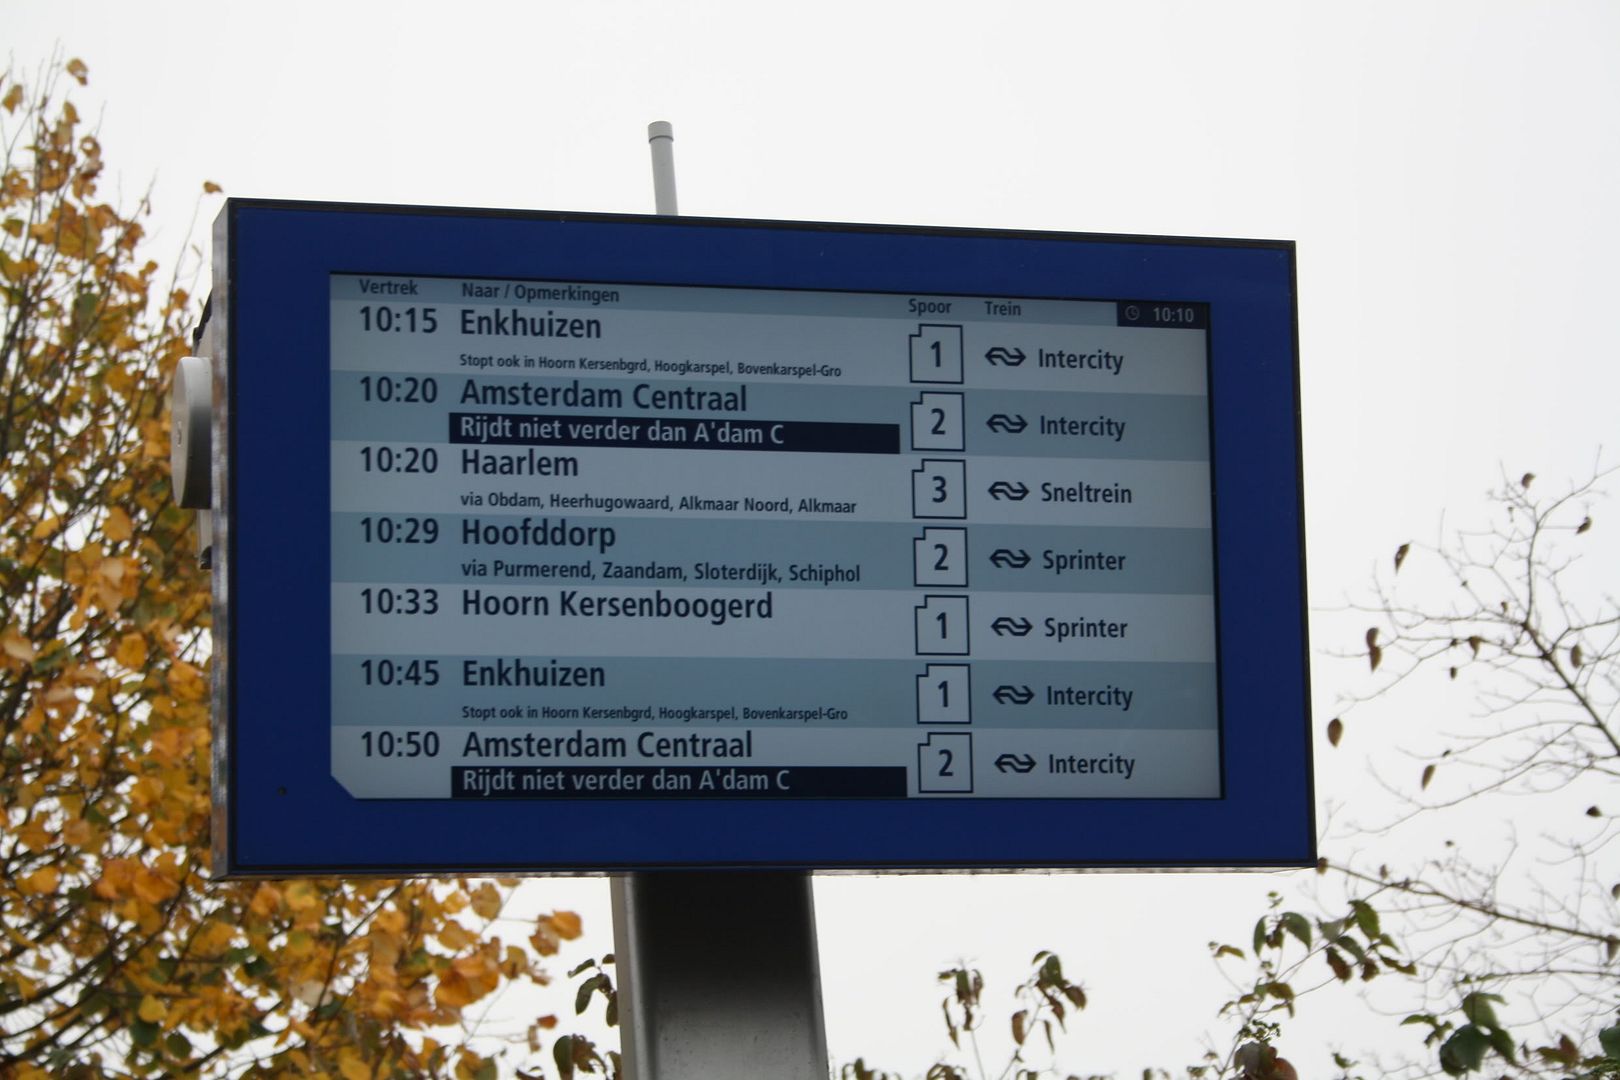 Vertrek Naar / Opmerkingen Spoor Trein 10:10
10:15 Enkhuizen 1 Intercity
Stopt ook in Hoorn Kersenbgrd, Hoogkarspel, Bovenkarspel-Gro
10:20 Amsterdam Centraal 2 Intercity
Rijdt niet verder dan A'dam C
10:20 Haarlem 3 Sneltrein
via Obdam, Heerhugowaard, Alkmaar Noord, Alkmaar
10:29 Hoofddorp 2 Sprinter
via Purmerend, Zaandam, Sloterdijk, Schiphol
10:33 Hoorn Kersenboogerd 1 Sprinter
10:45 Enkhuizen 1 Intercity
Stopt ook in Hoorn Kersenbgrd, Hoogkarspel, Bovenkarspel-Gro
10:50 Amsterdam Centraal 2 Intercity
Rijdt niet verder dan A'dam C